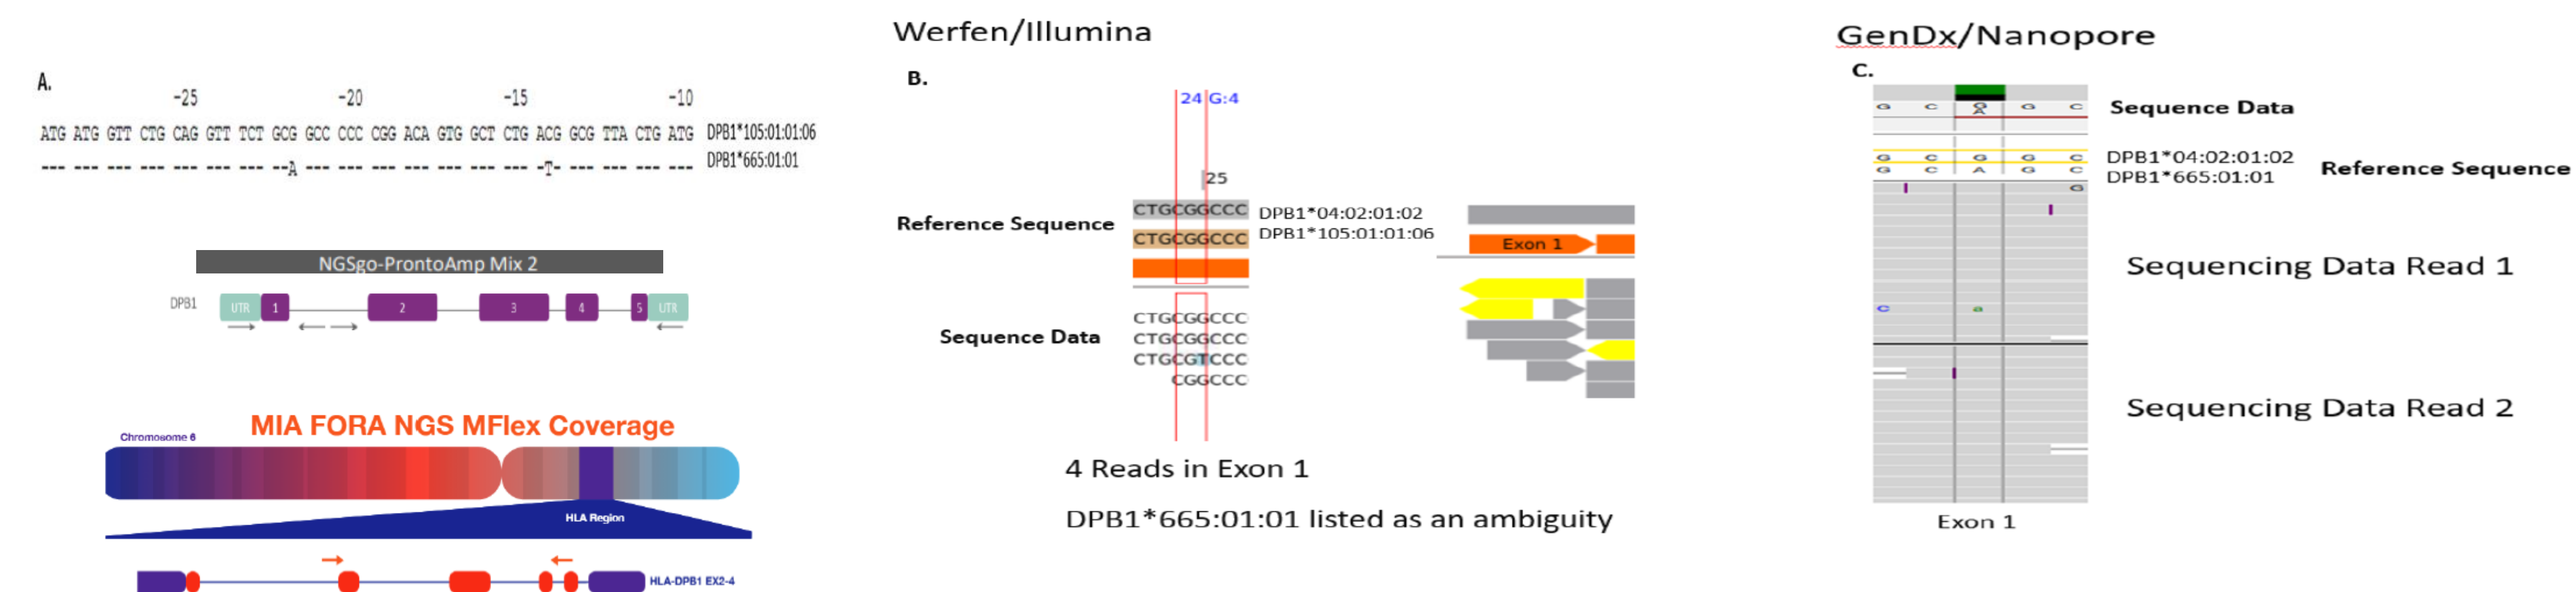 A.
-25 -20 -15 -10
ATG ATG GTT CTG CAG GTT TCT GCG GCC CCC CGG ACA GTG GCT CTG ACG GCG TTA CTG ATG DPB1*105:01:01:06
--- --- --- --- --- --- --- --A --- --- --- --- --- --- --- -T- --- --- --- --- DPB1*665:01:01
NGSgo-ProntoAmp Mix 2
DPB1 UTR 1 2 3 4 5 UTR
MIA FORA NGS MFlex Coverage
Chromosome 6
HLA Region
HLA-DPB1 EX2-4
Werfen/Illumina
B.
24 G:4
25
Reference Sequence
CTGCGGCCC DPB1*04:02:01:02
CTGCGGCCC DPB1*105:01:01:06
Exon 1
Sequence Data
CTGCGGCCC
CTGCGGCCC
CTGCGTCCC
CGGCCC
4 Reads in Exon 1
DPB1*665:01:01 listed as an ambiguity
GenDx/Nanopore
C.
G C G G C Sequence Data
A
G C G G C DPB1*04:02:01:02
G C A G C DPB1*665:01:01
Reference Sequence
G
Sequencing Data Read 1
C a
Sequencing Data Read 2
Exon 1